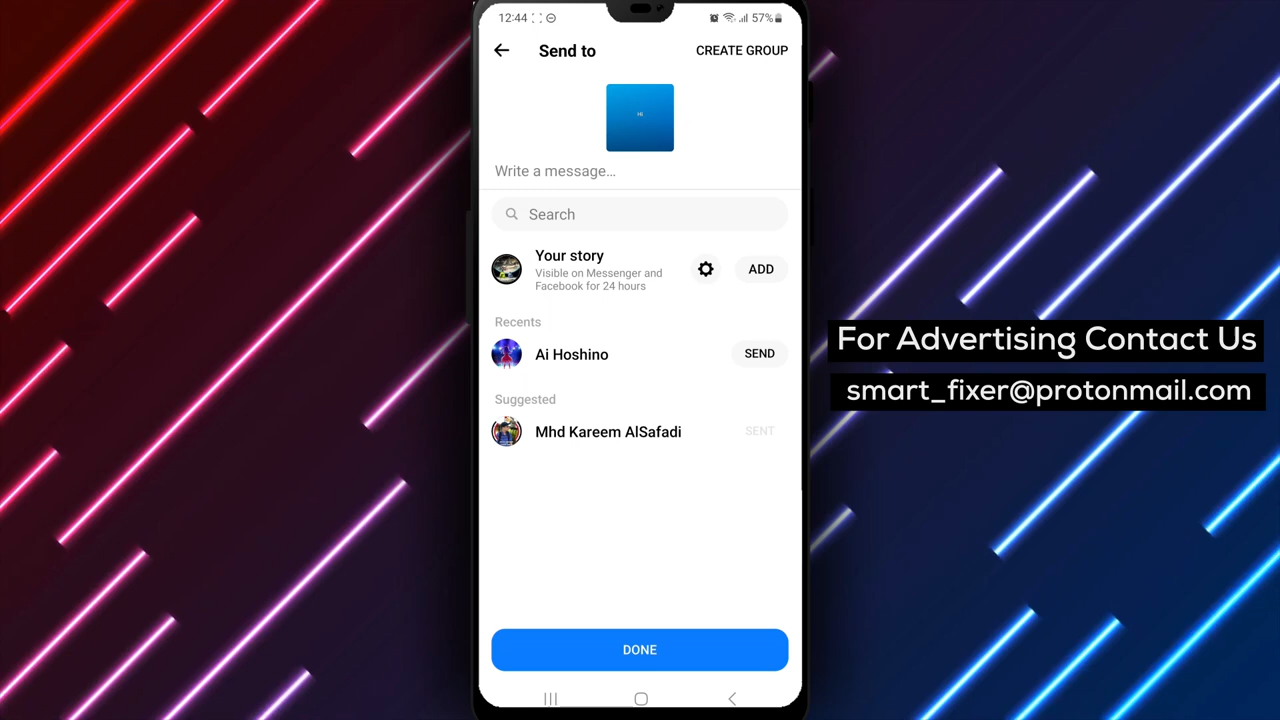 12:44
57%
Send to
CREATE GROUP
HI
Write a message...
Search
Your story
Visible on Messenger and
Facebook for 24 hours
ADD
Recents
Ai Hoshino
SEND
Suggested
Mhd Kareem AlSafadi
SENT
DONE
For Advertising Contact Us
smart_fixer@protonmail.com